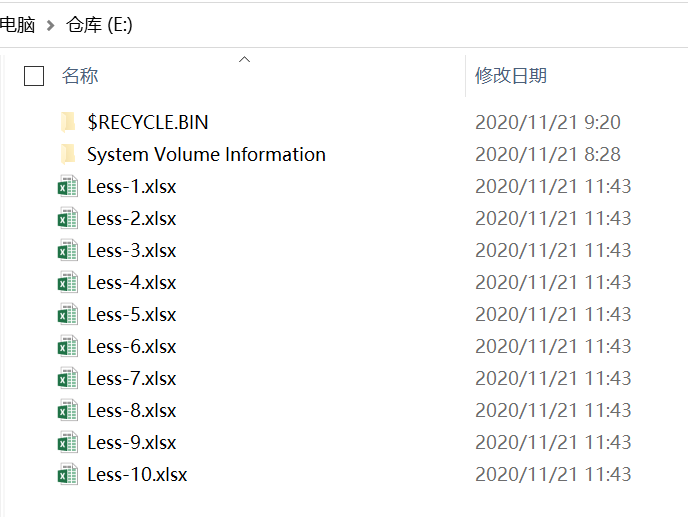 电脑 > 仓库 (E:)
名称 修改日期
$RECYCLE.BIN 2020/11/21 9:20
System Volume Information 2020/11/21 8:28
Less-1.xlsx 2020/11/21 11:43
Less-2.xlsx 2020/11/21 11:43
Less-3.xlsx 2020/11/21 11:43
Less-4.xlsx 2020/11/21 11:43
Less-5.xlsx 2020/11/21 11:43
Less-6.xlsx 2020/11/21 11:43
Less-7.xlsx 2020/11/21 11:43
Less-8.xlsx 2020/11/21 11:43
Less-9.xlsx 2020/11/21 11:43
Less-10.xlsx 2020/11/21 11:43